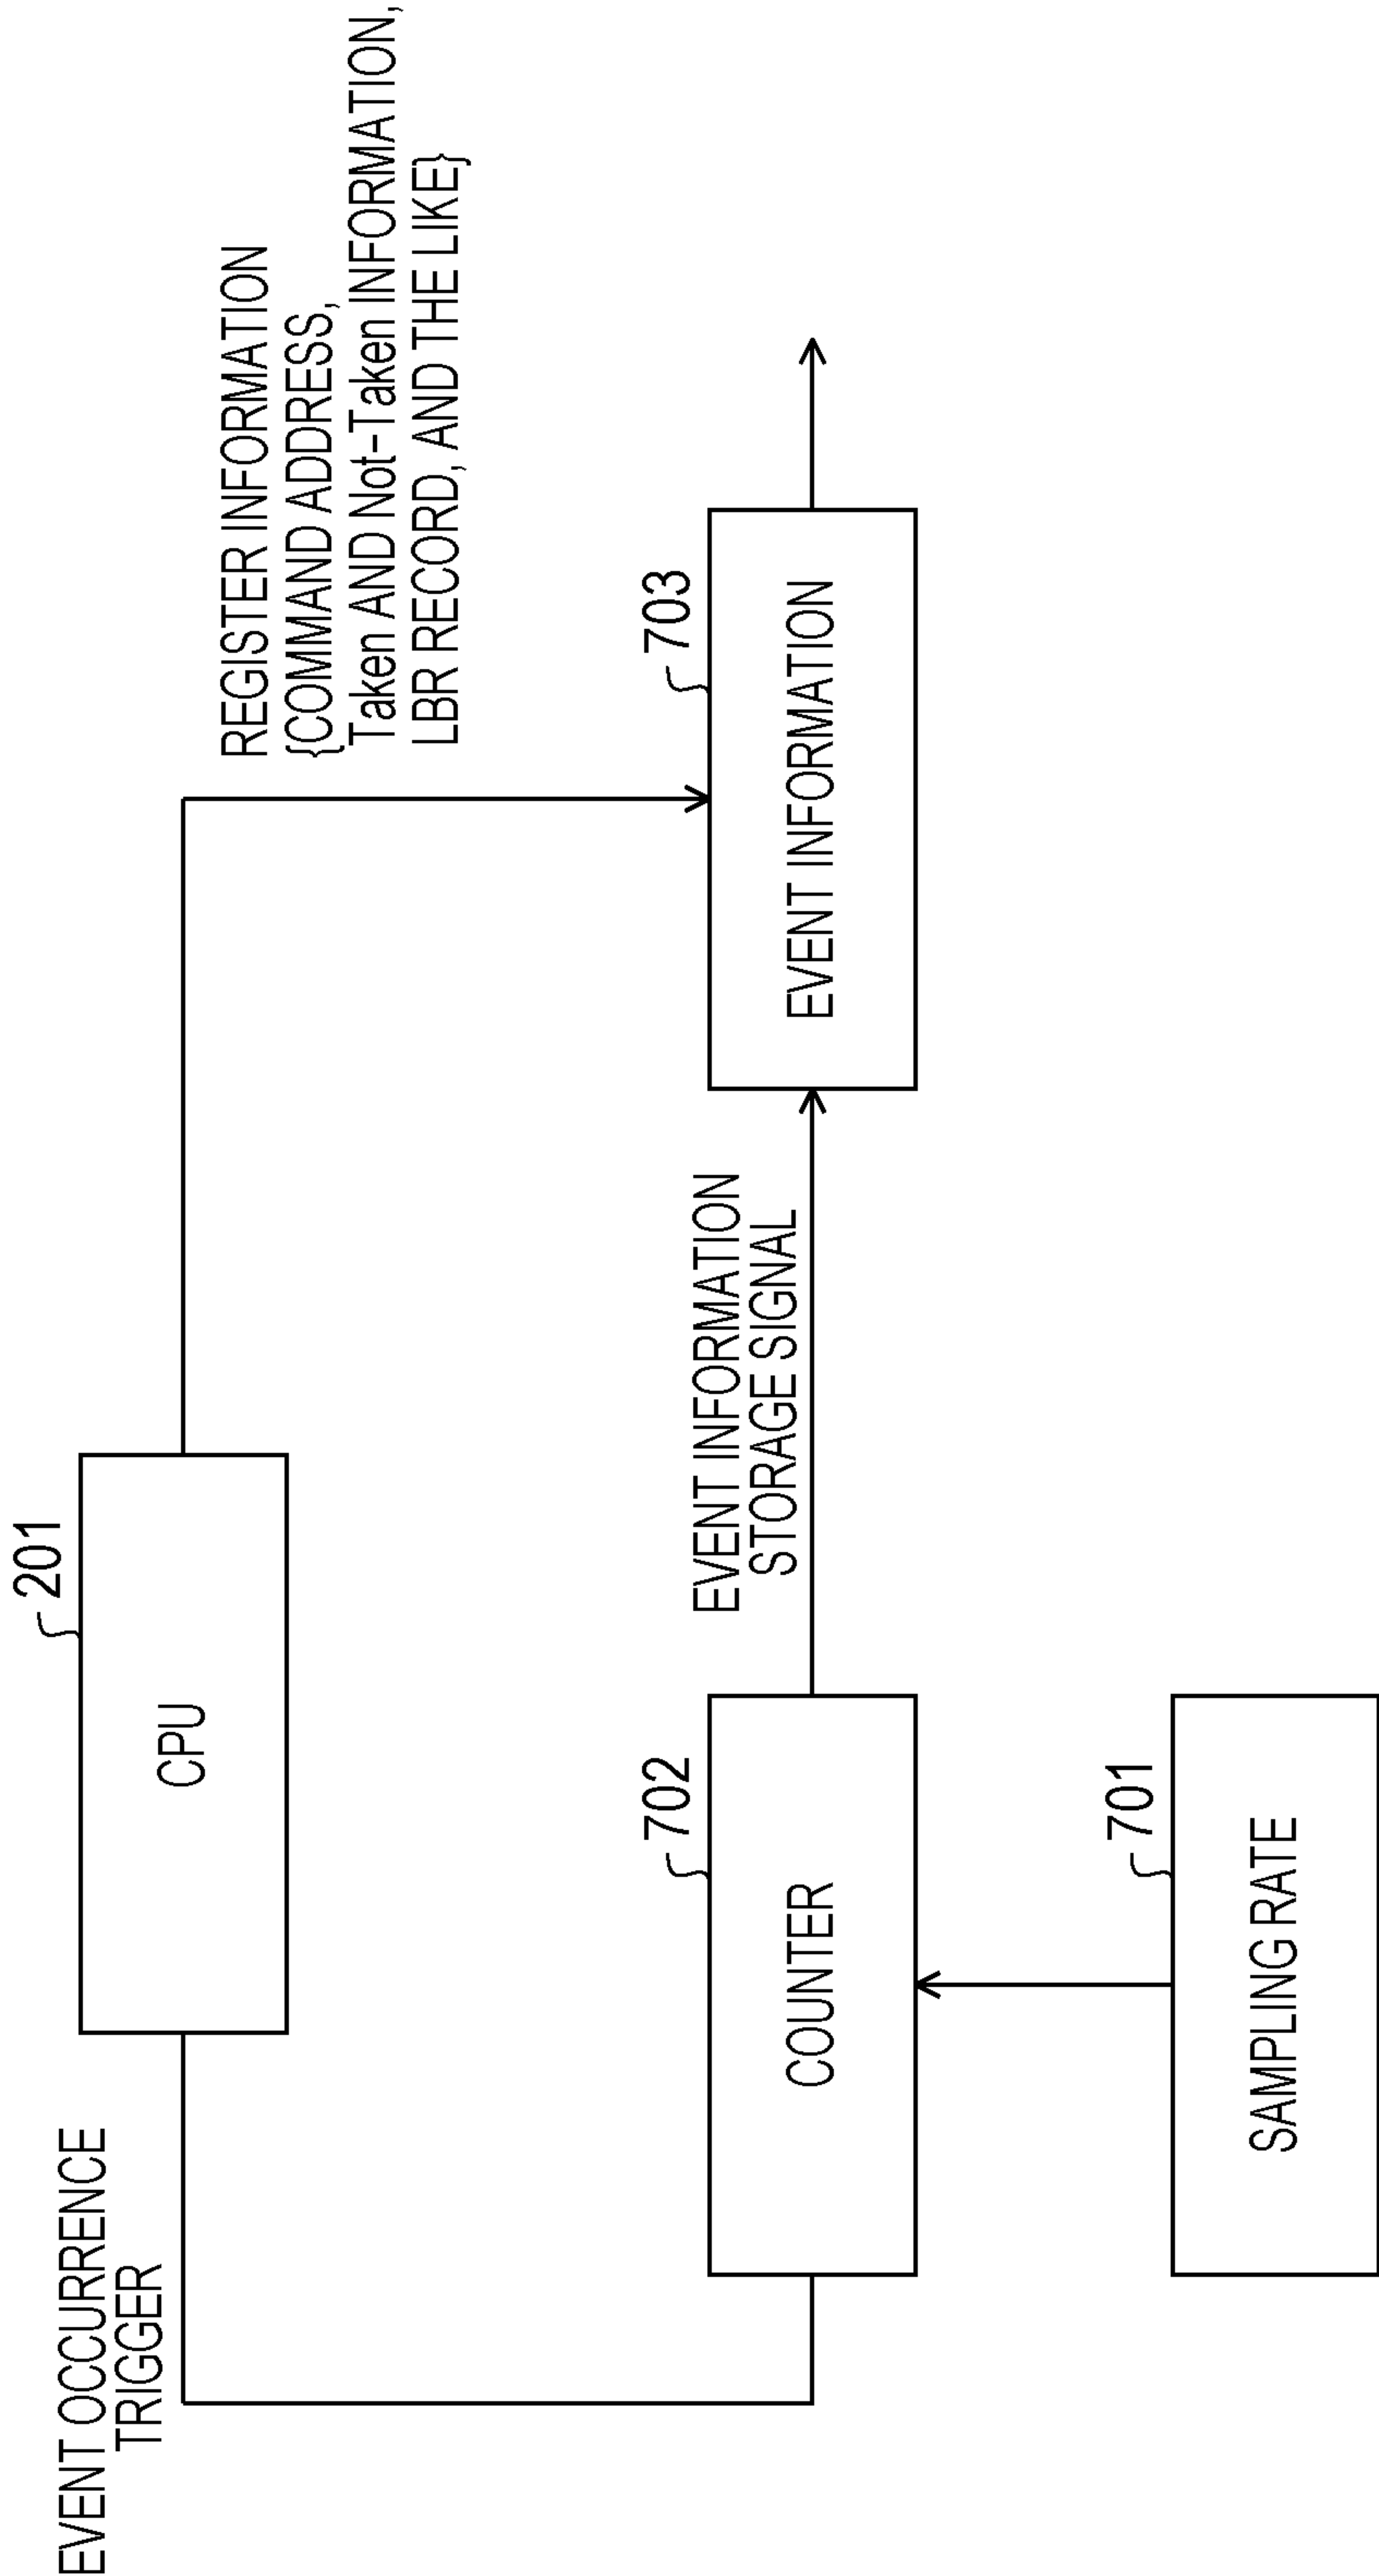 EVENT OCCURRENCE
TRIGGER
201
CPU
REGISTER INFORMATION
{COMMAND ADDRESS,
Taken AND Not-Taken INFORMATION,
LBR RECORD, AND THE LIKE}
702
COUNTER
EVENT INFORMATION
STORAGE SIGNAL
703
EVENT INFORMATION
701
SAMPLING RATE